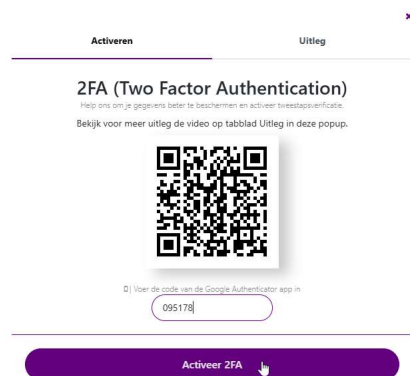 Activeren
Uitleg
2FA (Two Factor Authentication)
Help ons om je gegevens beter te beschermen en activeer tweestapsverificatie.
Bekijk voor meer uitleg de video op tabblad Uitleg in deze popup.
| Voer de code van de Google Authenticator app in
095178
Activeer 2FA